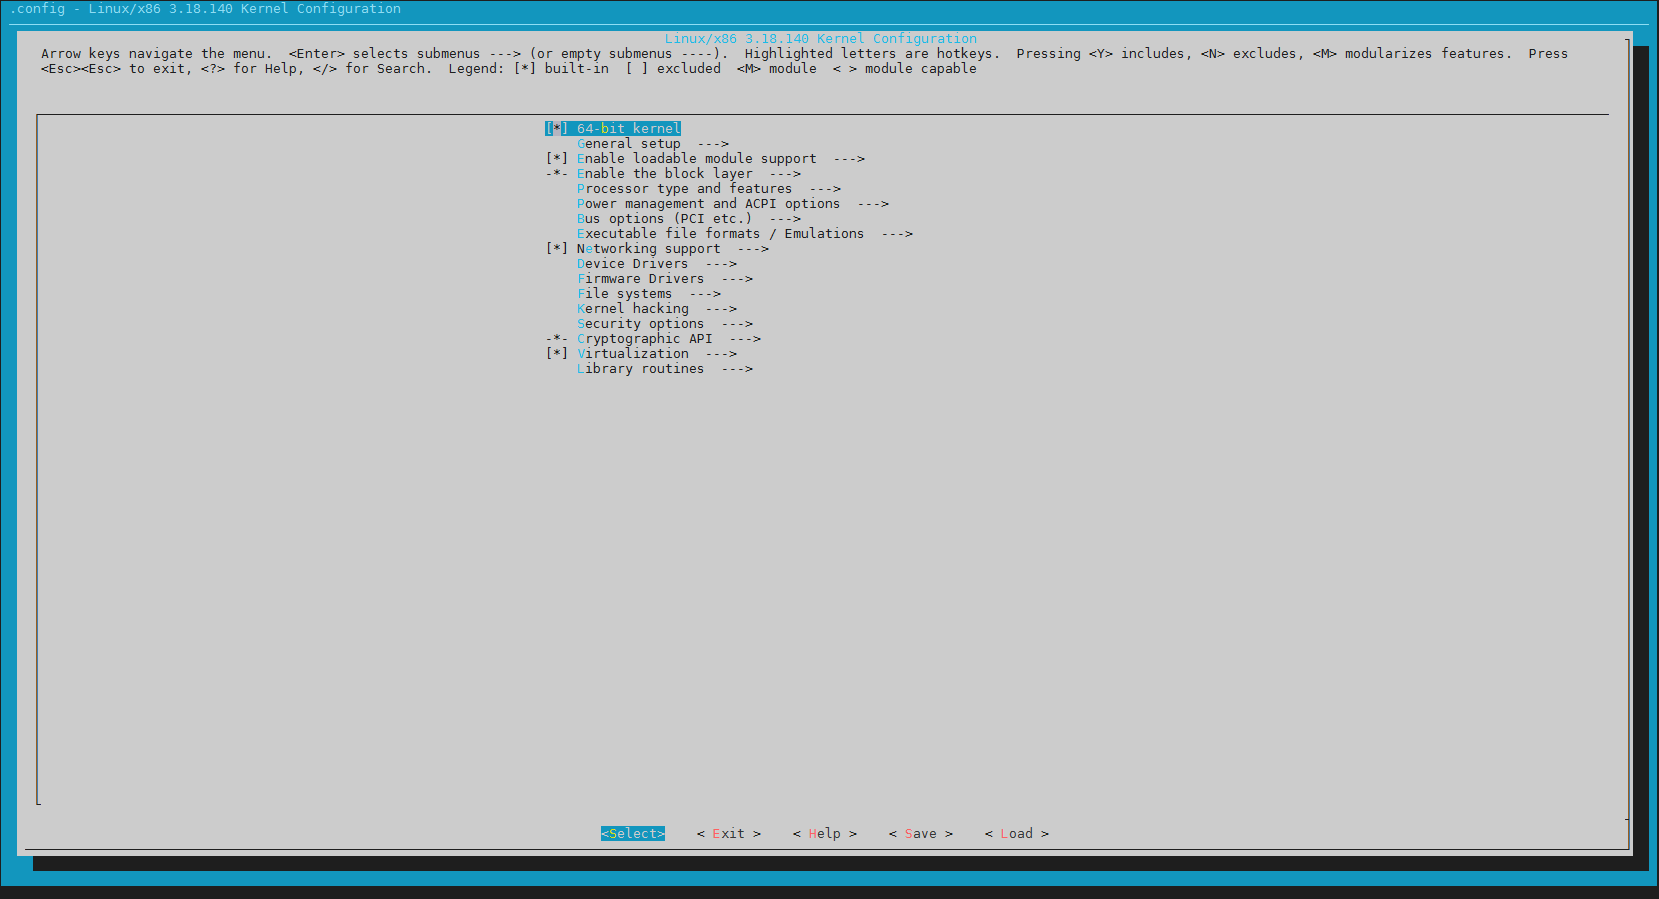 .config - Linux/x86 3.18.140 Kernel Configuration
Linux/x86 3.18.140 Kernel Configuration
Arrow keys navigate the menu.  <Enter> selects submenus ---> (or empty submenus ----).  Highlighted letters are hotkeys.  Pressing <Y> includes, <N> excludes, <M> modularizes features.  Press
<Esc><Esc> to exit, <?> for Help, </> for Search.  Legend: [*] built-in  [ ] excluded  <M> module  < > module capable
[*] 64-bit kernel
General setup  --->
[*] Enable loadable module support  --->
-*- Enable the block layer  --->
Processor type and features  --->
Power management and ACPI options  --->
Bus options (PCI etc.)  --->
Executable file formats / Emulations  --->
[*] Networking support  --->
Device Drivers  --->
Firmware Drivers  --->
File systems  --->
Kernel hacking  --->
Security options  --->
-*- Cryptographic API  --->
[*] Virtualization  --->
Library routines  --->
<Select>    < Exit >    < Help >    < Save >    < Load >